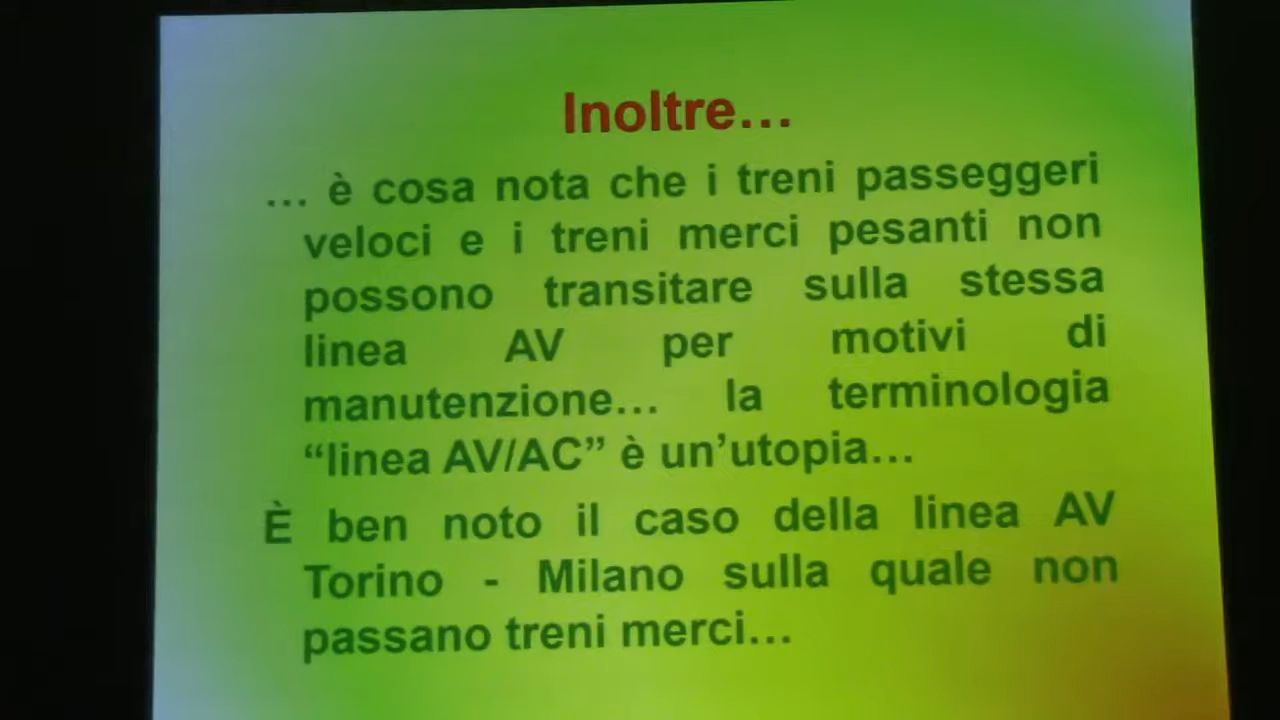 Inoltre...
... è cosa nota che i treni passeggeri
veloci e i treni merci pesanti non
possono transitare sulla stessa
linea AV per motivi di
manutenzione... la terminologia
“linea AV/AC” è un’utopia...
È ben noto il caso della linea AV
Torino - Milano sulla quale non
passano treni merci...